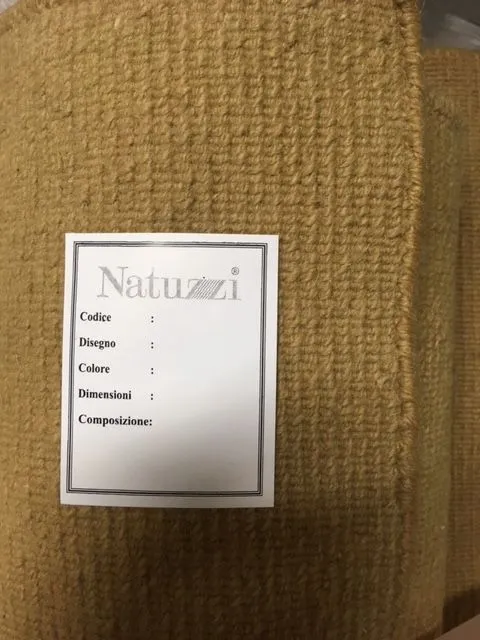 Natuzzi®
Codice :
Disegno :
Colore :
Dimensioni :
Composizione: